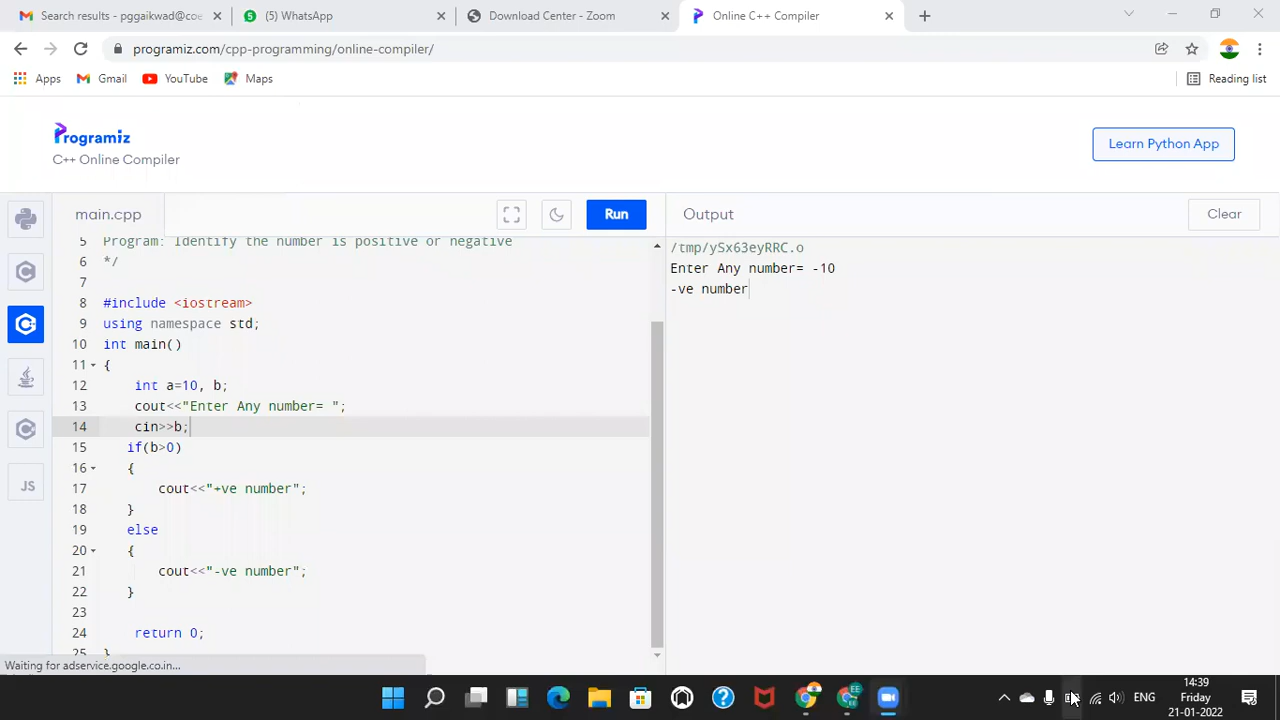 Search results - pggaikwad@coe
(5) WhatsApp
Download Center - Zoom
Online C++ Compiler
programiz.com/cpp-programming/online-compiler/
Apps
Gmail
YouTube
Maps
Reading list
Programiz
C++ Online Compiler
Learn Python App
main.cpp
Run
Output
Clear
5 Program: Identify the number is positive or negative
6 */
7
8 #include <iostream>
9 using namespace std;
10 int main()
11 {
12 int a=10, b;
13 cout<<"Enter Any number= ";
14 cin>>b;
15 if(b>0)
16 {
17 cout<<"+ve number";
18 }
19 else
20 {
21 cout<<"-ve number";
22 }
23
24 return 0;
25 }
JS
/tmp/ySx63eyRRC.o
Enter Any number= -10
-ve number
Waiting for adservice.google.co.in...
ENG
14:39
Friday
21-01-2022